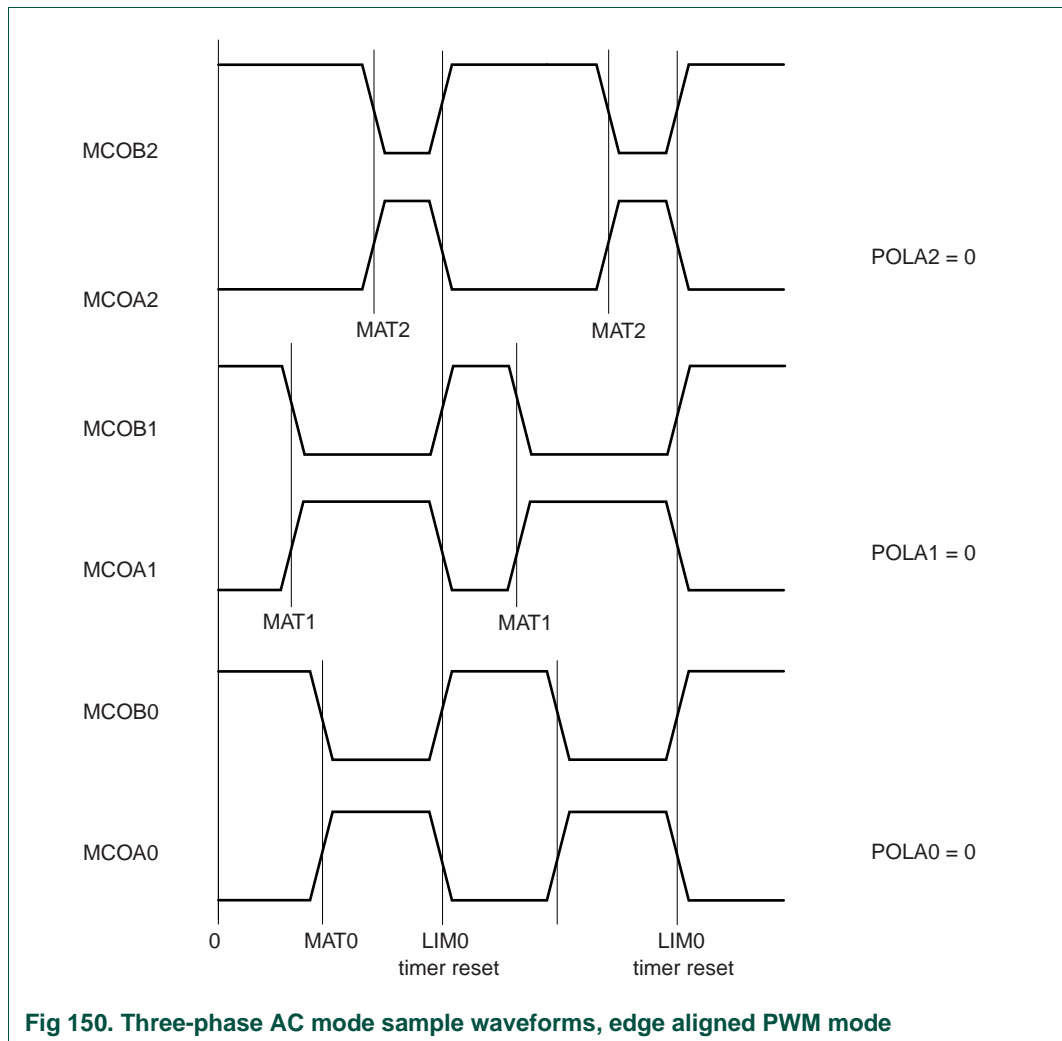 MCOB2
POLA2 = 0
MCOA2
MAT2 MAT2
MCOB1
POLA1 = 0
MCOA1
MAT1 MAT1
MCOB0
MCOA0 POLA0 = 0
0 MAT0 LIM0 LIM0
timer reset timer reset
Fig 150. Three-phase AC mode sample waveforms, edge aligned PWM mode